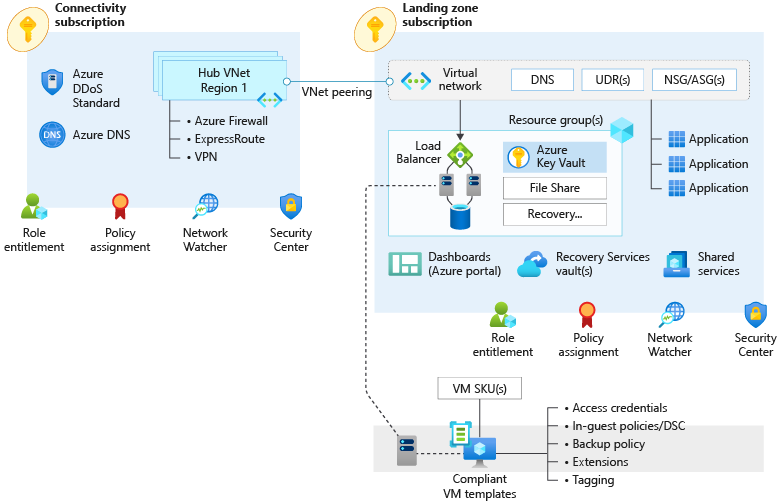 Connectivity
subscription
Azure
DDoS
Standard
DNS
Azure DNS
Hub VNet
Region 1
• Azure Firewall
• ExpressRoute
• VPN
VNet peering
Role
entitlement
Policy
assignment
Network
Watcher
Security
Center
Landing zone
subscription
Virtual
network
DNS
UDR(s)
NSG/ASG(s)
Resource group(s)
Load
Balancer
Azure
Key Vault
File Share
Recovery...
Application
Application
Application
Dashboards
(Azure portal)
Recovery Services
vault(s)
Shared
services
Role
entitlement
Policy
assignment
Network
Watcher
Security
Center
VM SKU(s)
Compliant
VM templates
• Access credentials
• In-guest policies/DSC
• Backup policy
• Extensions
• Tagging